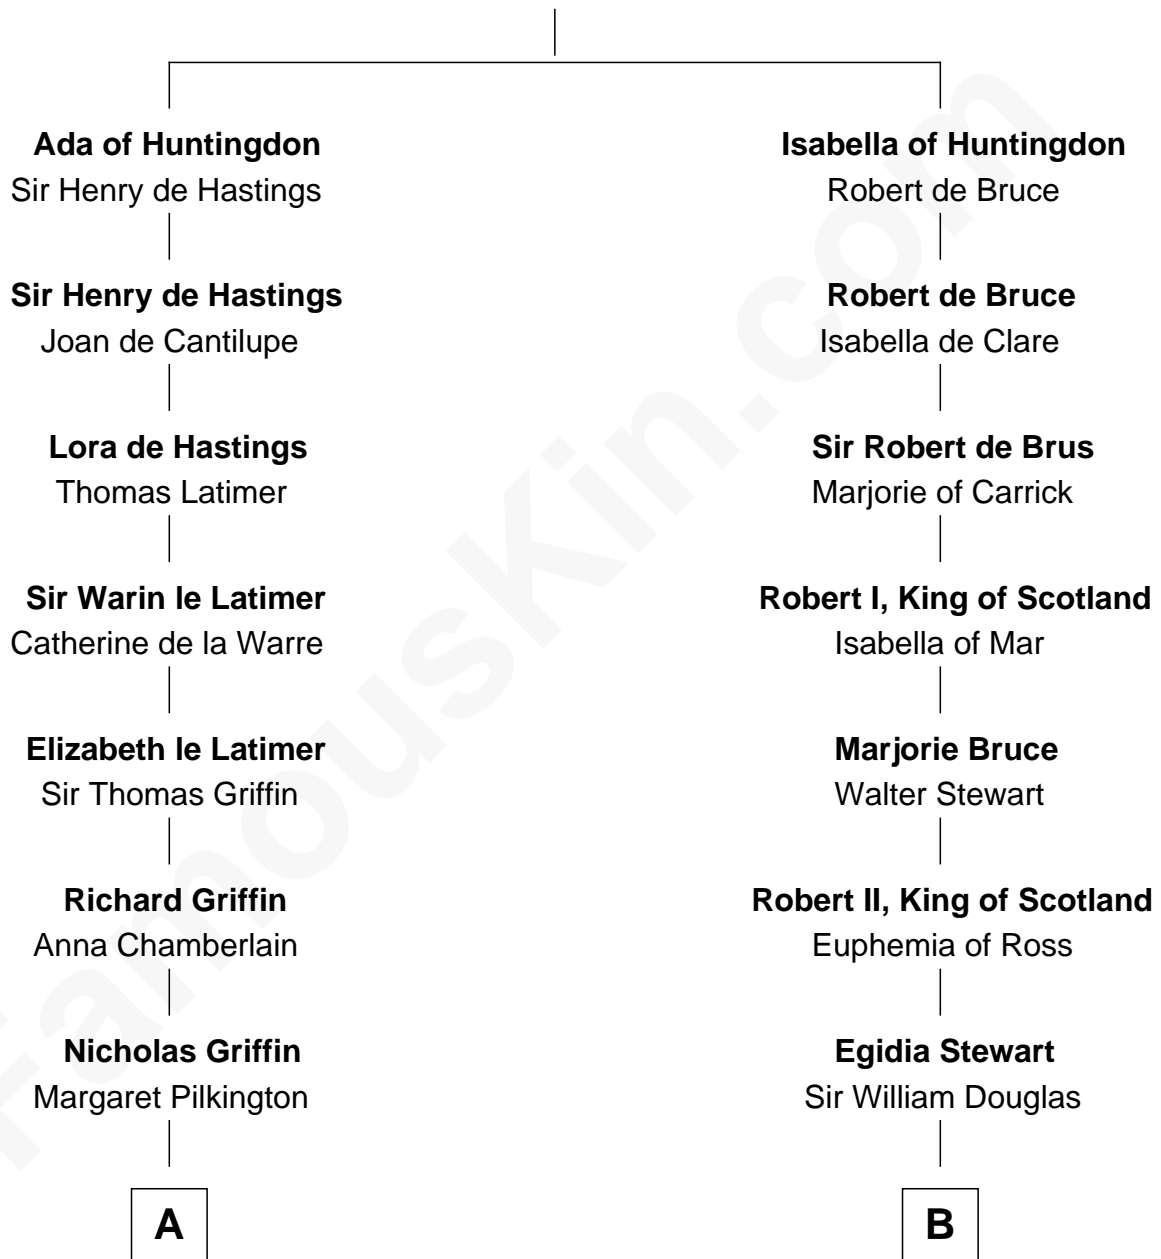 Ada of Huntingdon
Sir Henry de Hastings
Sir Henry de Hastings
Joan de Cantilupe
Lora de Hastings
Thomas Latimer
Sir Warin le Latimer
Catherine de la Warre
Elizabeth le Latimer
Sir Thomas Griffin
Richard Griffin
Anna Chamberlain
Nicholas Griffin
Margaret Pilkington
A
Isabella of Huntingdon
Robert de Bruce
Robert de Bruce
Isabella de Clare
Sir Robert de Brus
Marjorie of Carrick
Robert I, King of Scotland
Isabella of Mar
Marjorie Bruce
Walter Stewart
Robert II, King of Scotland
Euphemia of Ross
Egidia Stewart
Sir William Douglas
B
FamousKin.com